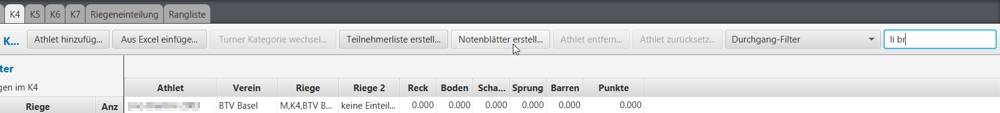 K4 K5 K6 K7 Riegeneinteilung Rangliste
K... Athlet hinzufüg... Aus Excel einfüge... Turner Kategorie wechsel... Teilnehmerliste erstell... Notenblätter erstell... Athlet entfern... Athlet zurücksetz... Durchgang-Filter li br
ter
gen im K4
Riege Anz
Athlet Verein Riege Riege 2 Reck Boden Scha... Sprung Barren Punkte
BTV Basel M,K4,BTV B... keine Einteil... 0.000 0.000 0.000 0.000 0.000 0.000